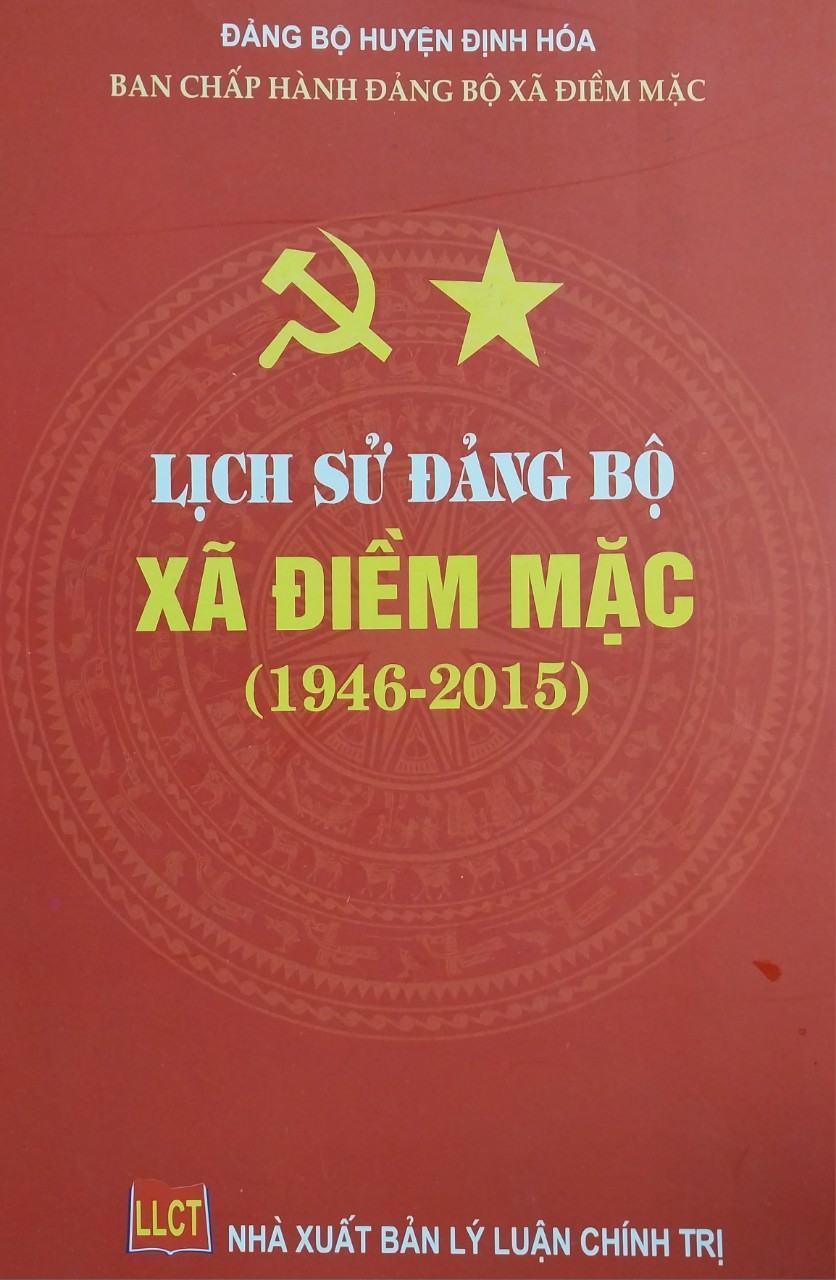 ĐẢNG BỘ HUYỆN ĐỊNH HÓA
BAN CHẤP HÀNH ĐẢNG BỘ XÃ ĐIỀM MẶC
LỊCH SỬ ĐẢNG BỘ
XÃ ĐIỀM MẶC
(1946-2015)
LLCT
NHÀ XUẤT BẢN LÝ LUẬN CHÍNH TRỊ